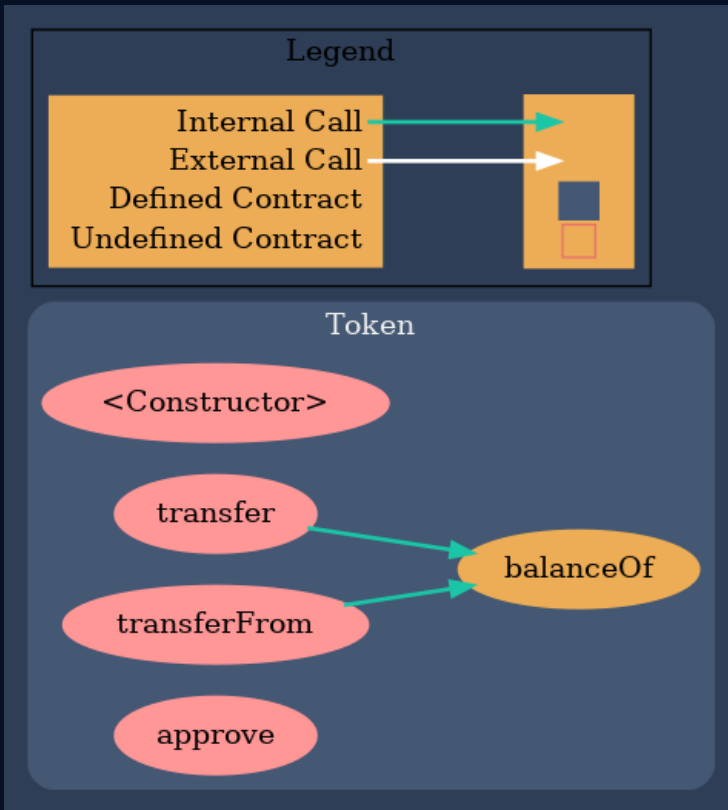 Legend
Internal Call
External Call
Defined Contract
Undefined Contract
Token
<Constructor>
transfer
balanceOf
transferFrom
approve